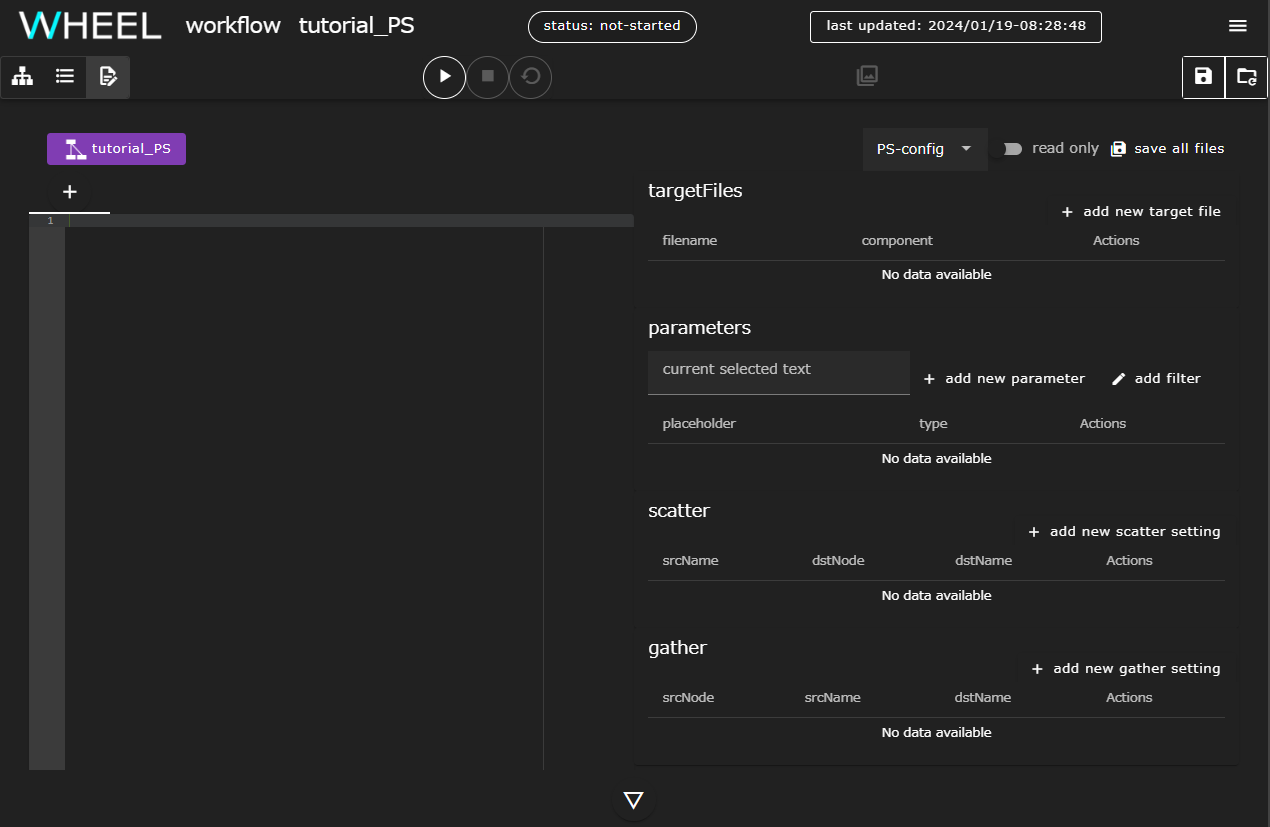 WHEEL workflow tutorial_PS status: not-started last updated: 2024/01/19-08:28:48
tutorial_PS PS-config read only save all files
1
targetFiles
add new target file
filename component Actions
No data available
parameters
current selected text add new parameter add filter
placeholder type Actions
No data available
scatter
add new scatter setting
srcName dstNode dstName Actions
No data available
gather
add new gather setting
srcNode srcName dstName Actions
No data available